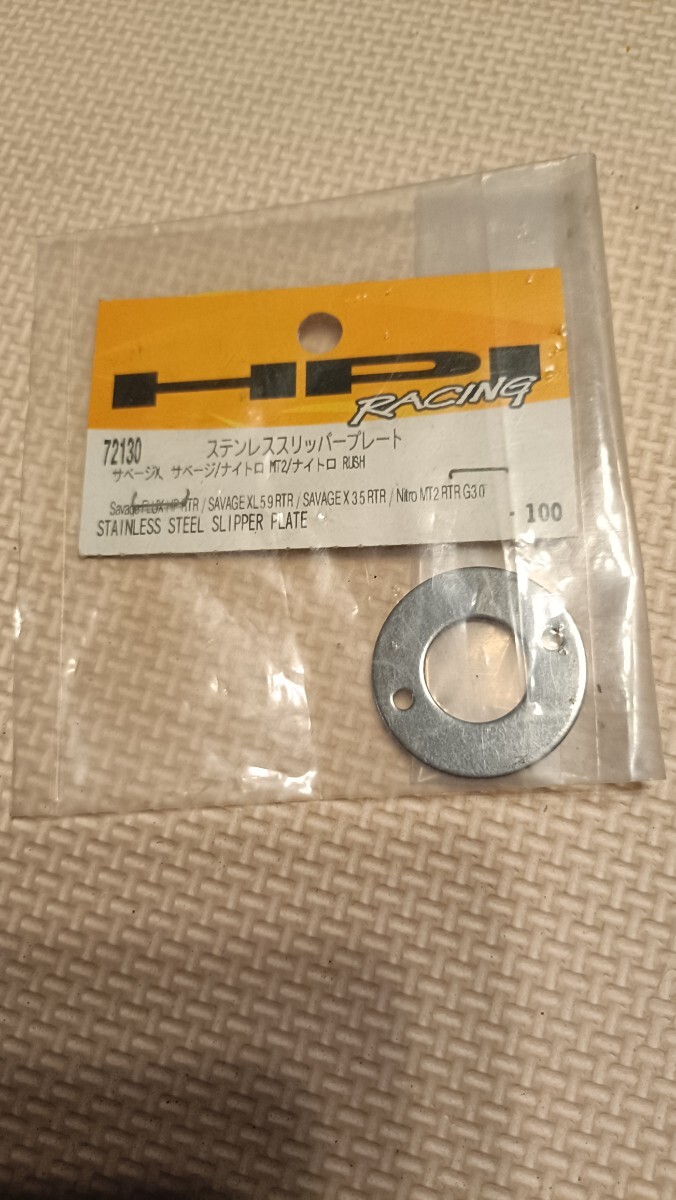 HPI
RACING
72130 ステンレススリッパープレート
サベージX, サベージ/ナイトロ MT2/ナイトロ RUSH
Savage FLUX HP RTR / SAVAGE XL 5.9 RTR / SAVAGE X 3.5 RTR / Nitro MT2 RTR G3.0
STAINLESS STEEL SLIPPER PLATE - 100